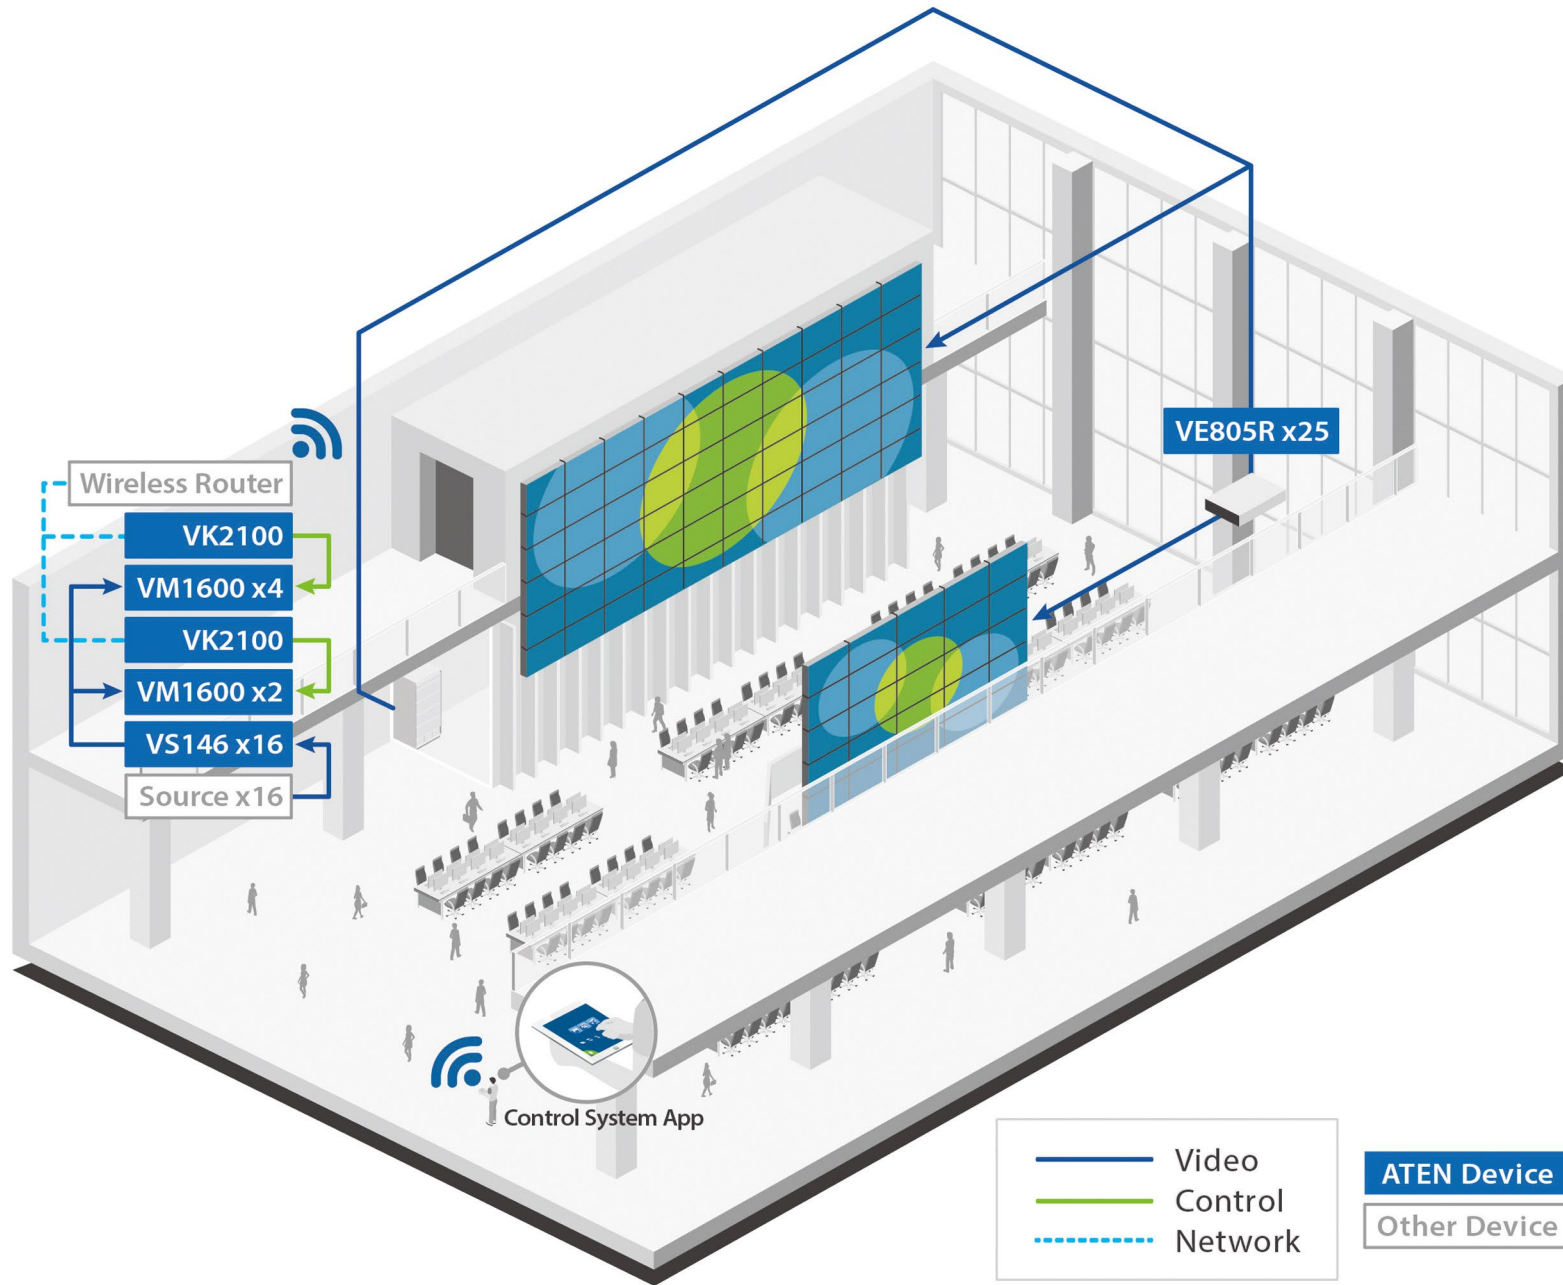 VE805R x25
Wireless Router
VK2100
VM1600 x4
VK2100
VM1600 x2
VS146 x16
Source x16
Control System App
Video
Control
Network
ATEN Device
Other Device